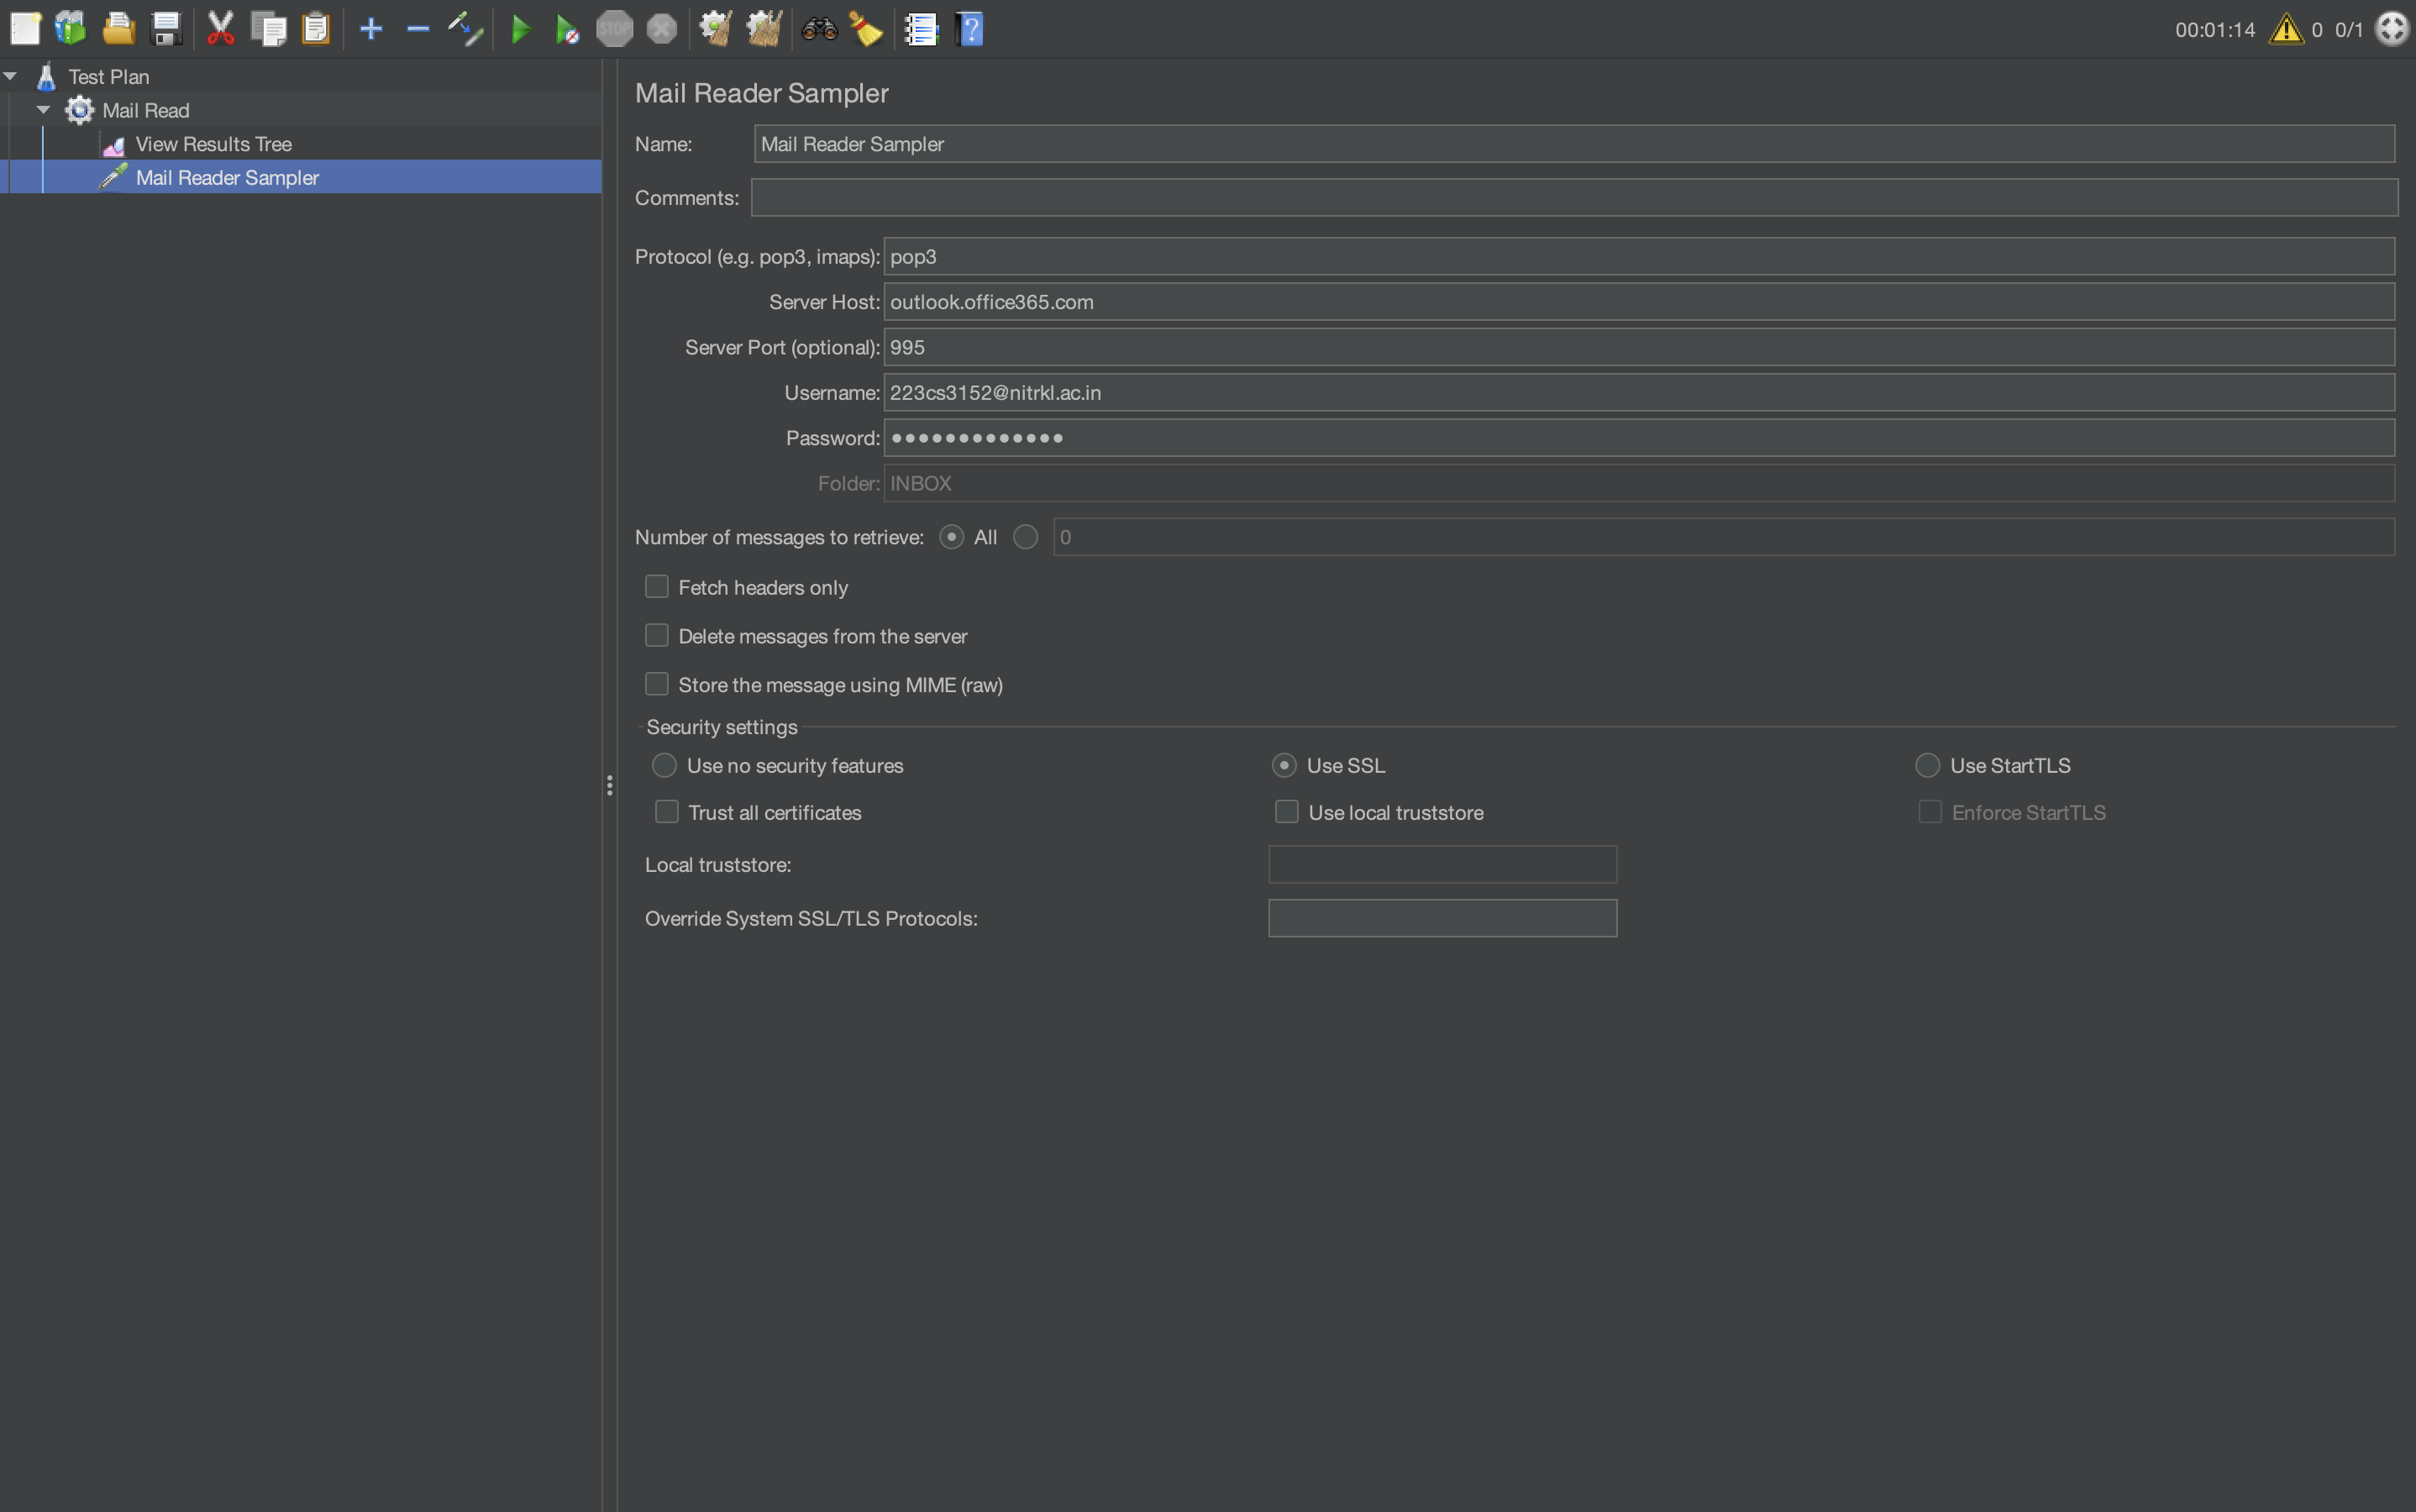 STOP
00:01:14
0
0/1
Test Plan
Mail Read
View Results Tree
Mail Reader Sampler
Mail Reader Sampler
Name:
Mail Reader Sampler
Comments:
Protocol (e.g. pop3, imaps):
pop3
Server Host:
outlook.office365.com
Server Port (optional):
995
Username:
223cs3152@nitrkl.ac.in
Password:
●●●●●●●●●●●●●
Folder:
INBOX
Number of messages to retrieve:
All
0
Fetch headers only
Delete messages from the server
Store the message using MIME (raw)
Security settings
Use no security features
Use SSL
Use StartTLS
Trust all certificates
Use local truststore
Enforce StartTLS
Local truststore:
Override System SSL/TLS Protocols: